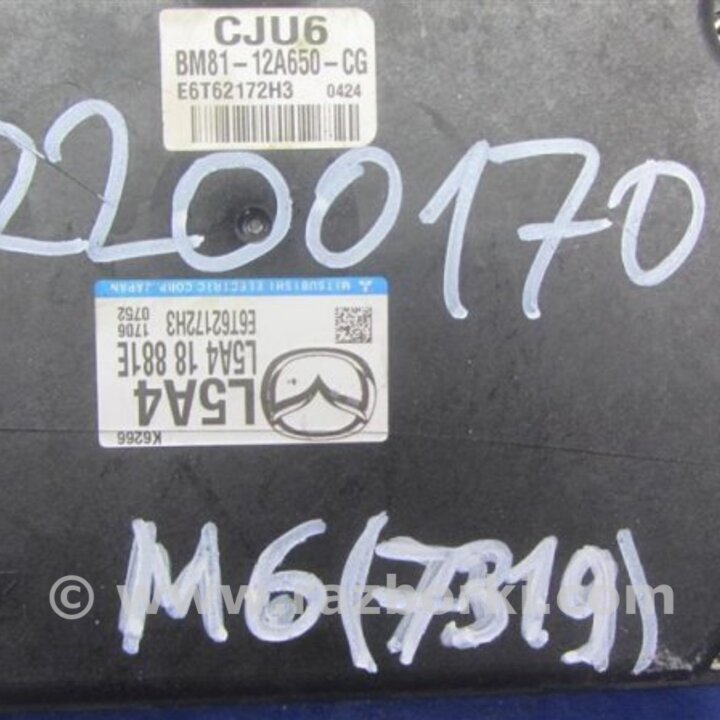 CJU6
BM81-12A650-CG
E6T62172H3 0424
2200170
MITSUBISHI ELECTRIC CORP. JAPAN
L5A4
L5A4 18 881E
E6T62172H3
1706
0752
K6266
M6(7319)
© www.razborki.com